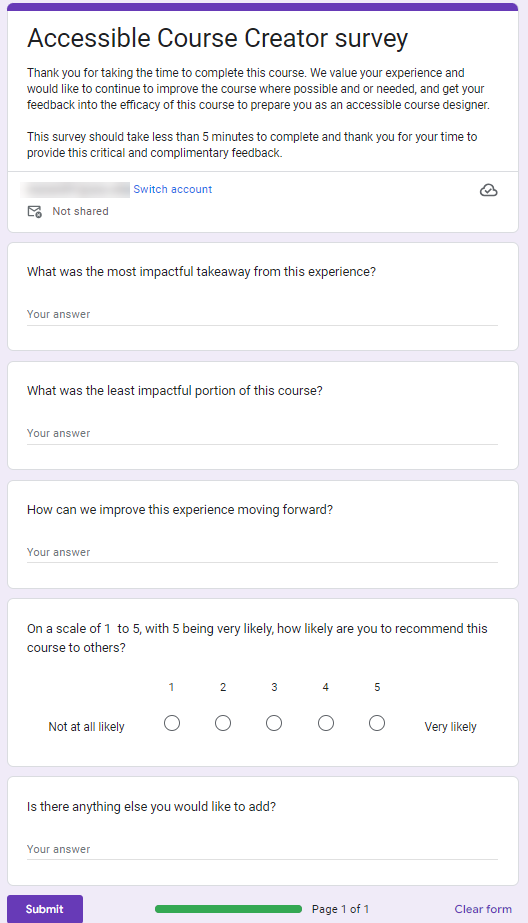 Accessible Course Creator survey
Thank you for taking the time to complete this course. We value your experience and
would like to continue to improve the course where possible and or needed, and get your
feedback into the efficacy of this course to prepare you as an accessible course designer.
This survey should take less than 5 minutes to complete and thank you for your time to
provide this critical and complimentary feedback.
Switch account
Not shared
What was the most impactful takeaway from this experience?
Your answer
What was the least impactful portion of this course?
Your answer
How can we improve this experience moving forward?
Your answer
On a scale of 1 to 5, with 5 being very likely, how likely are you to recommend this
course to others?
1 2 3 4 5
Not at all likely Very likely
Is there anything else you would like to add?
Your answer
Submit Page 1 of 1 Clear form